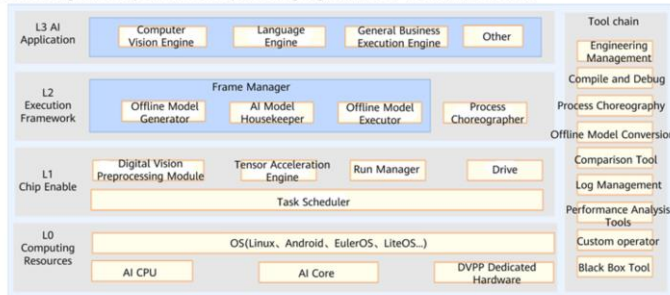 L3 AI
Application
Computer
Vision Engine
Language
Engine
General Business
Execution Engine
Other
L2
Execution
Framework
Frame Manager
Offline Model
Generator
AI Model
Housekeeper
Offline Model
Executor
Process
Choreographer
L1
Chip Enable
Digital Vision
Preprocessing Module
Tensor Acceleration
Engine
Run Manager
Drive
Task Scheduler
L0
Computing
Resources
OS(Linux、Android、EulerOS、LiteOS...)
AI CPU
AI Core
DVPP Dedicated
Hardware
Tool chain
Engineering
Management
Compile and Debug
Process Choreography
Offline Model Conversion
Comparison Tool
Log Management
Performance Analysis
Tools
Custom operator
Black Box Tool